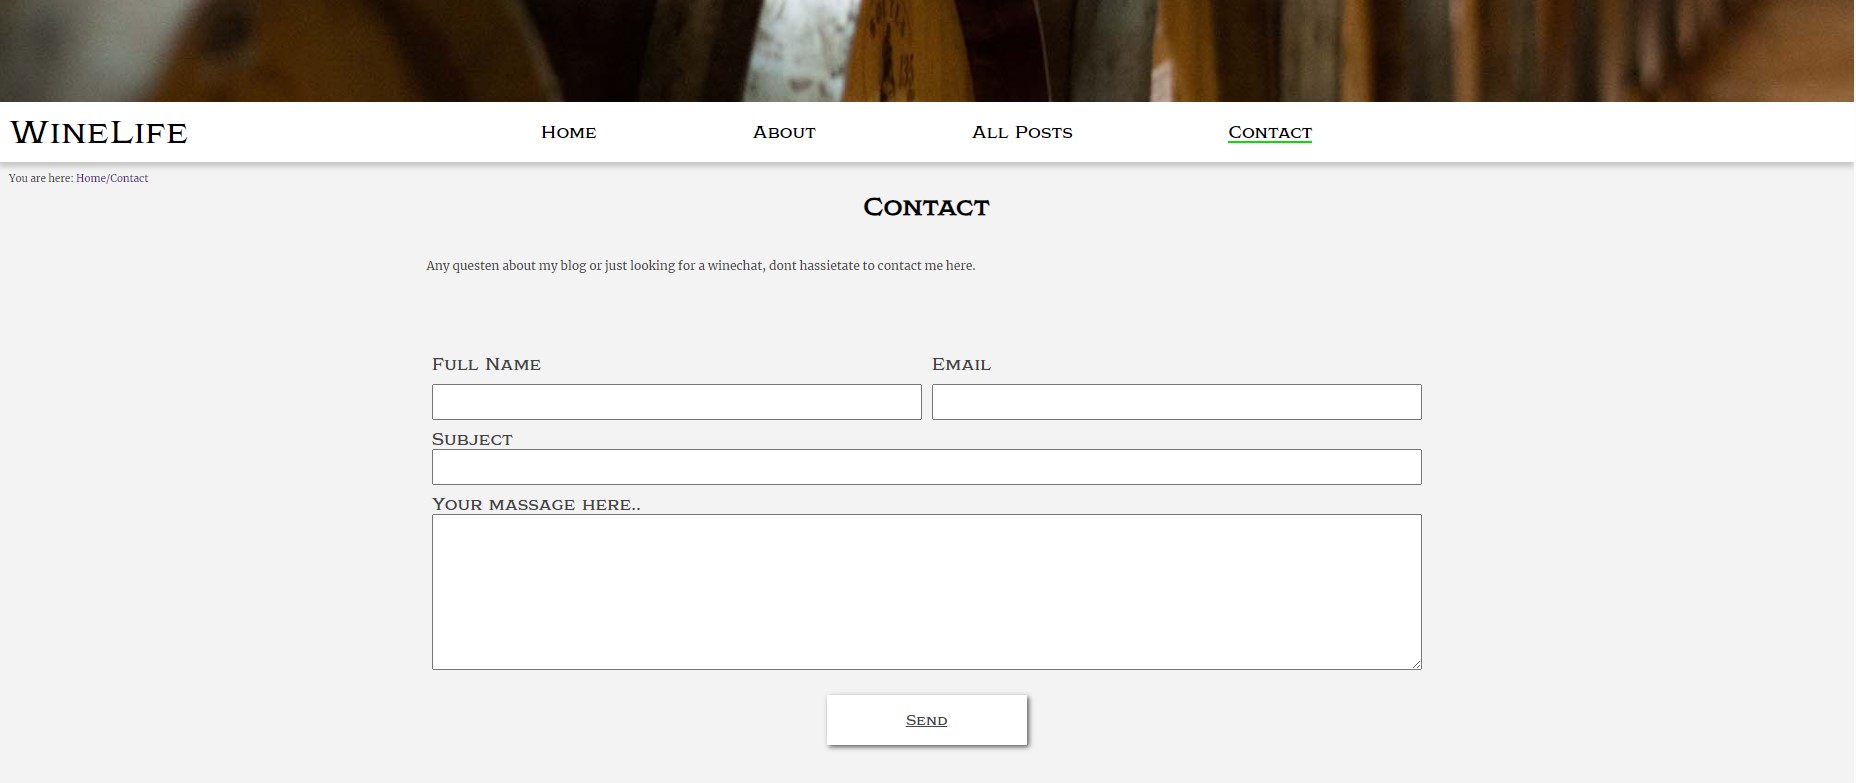 WineLife
Home About All Posts Contact
You are here: Home/Contact
Contact
Any questen about my blog or just looking for a winechat, dont hassietate to contact me here.
Full Name Email
Subject
Your massage here..
Send